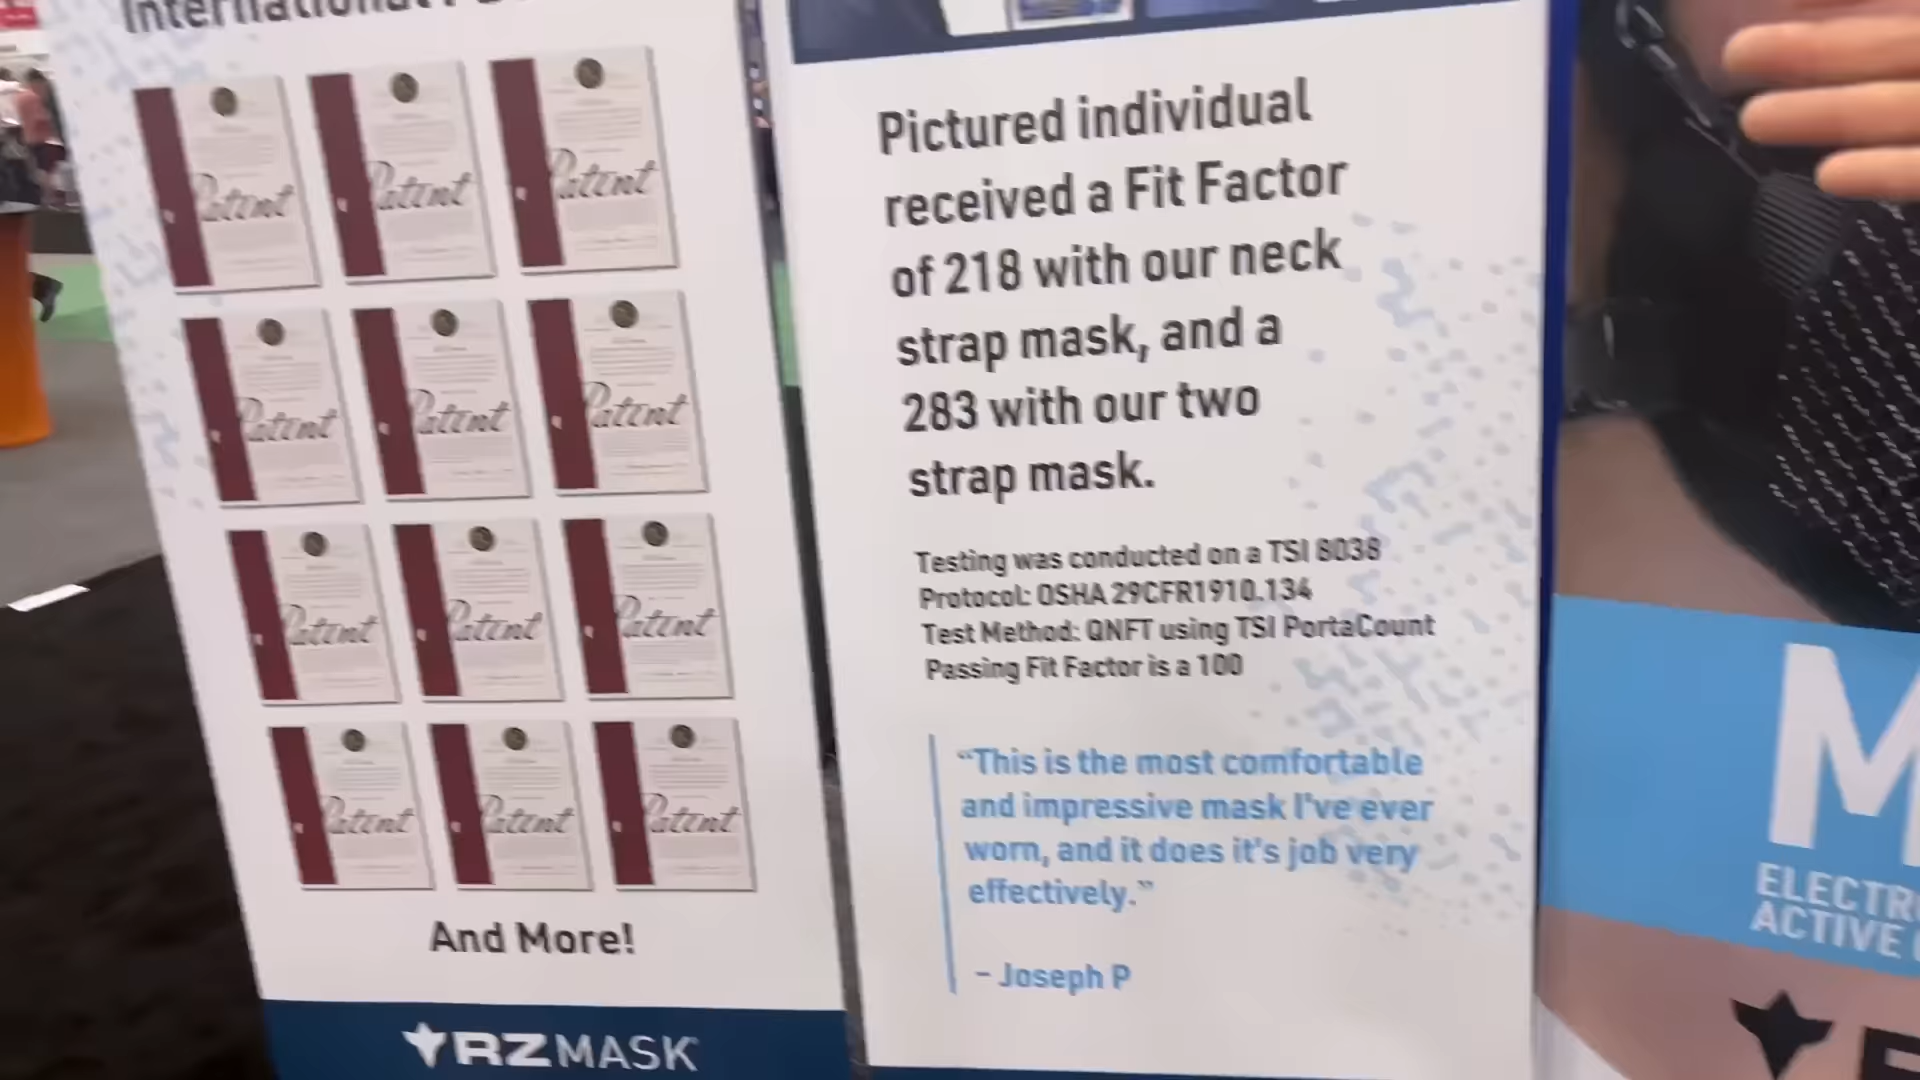 International
Patent Patent Patent
Patent Patent Patent
Patent Patent Patent
Patent Patent Patent
And More!
RZMASK
Pictured individual
received a Fit Factor
of 218 with our neck
strap mask, and a
283 with our two
strap mask.
Testing was conducted on a TSI 8038
Protocol: OSHA 29CFR1910.134
Test Method: QNFT using TSI PortaCount
Passing Fit Factor is a 100
“This is the most comfortable
and impressive mask I've ever
worn, and it does it's job very
effectively.”
- Joseph P
M
ELECTR
ACTIVE